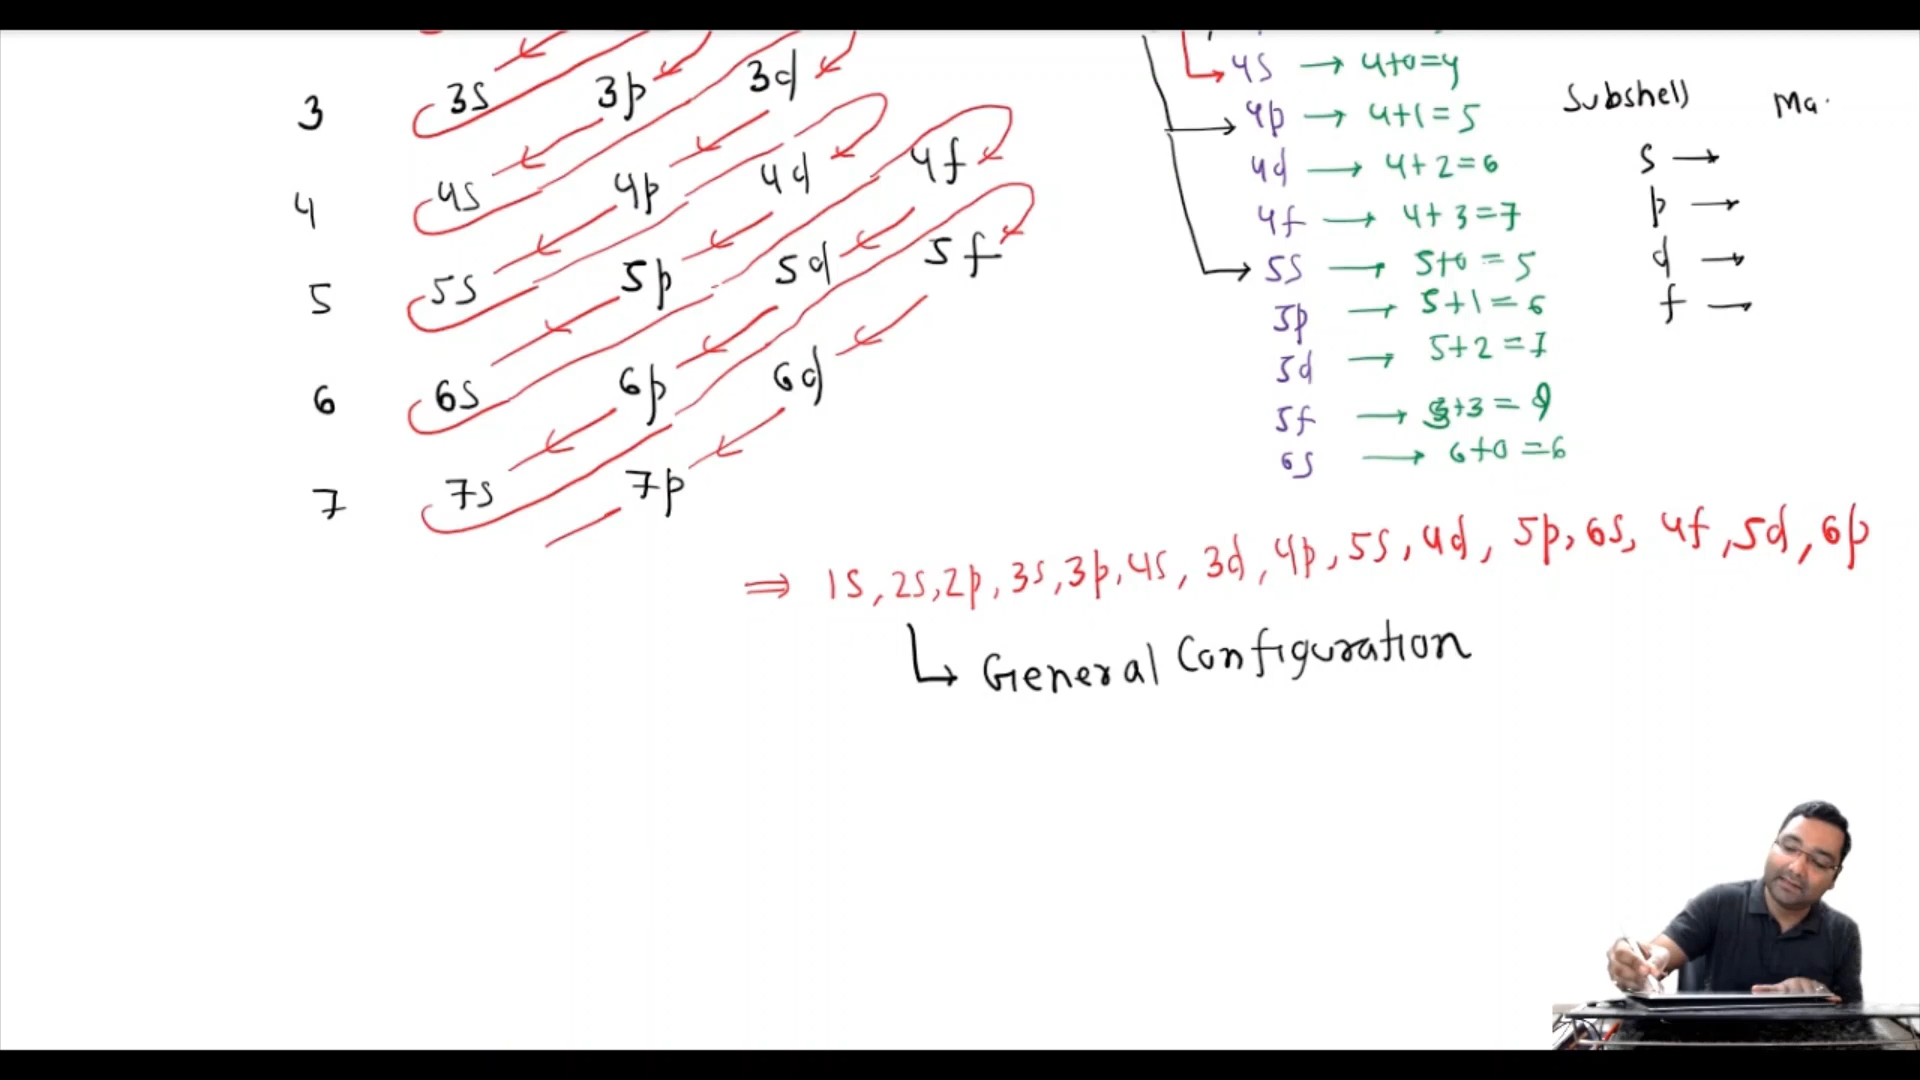 3 3s 3p 3d
4 4s 4p 4d 4f
5 5s 5p 5d 5f
6 6s 6p 6d
7 7s 7p
4s → 4+0=4
4p → 4+1=5
4d → 4+2=6
4f → 4+3=7
5s → 5+0=5
5p → 5+1=6
5d → 5+2=7
5f → 5+3=
6s → 6+0=6
Subshell Ma
s →
p →
d →
f →
⇒ 1s, 2s, 2p, 3s, 3p, 4s, 3d, 4p, 5s, 4d, 5p, 6s, 4f, 5d, 6p
↳ General Configuration